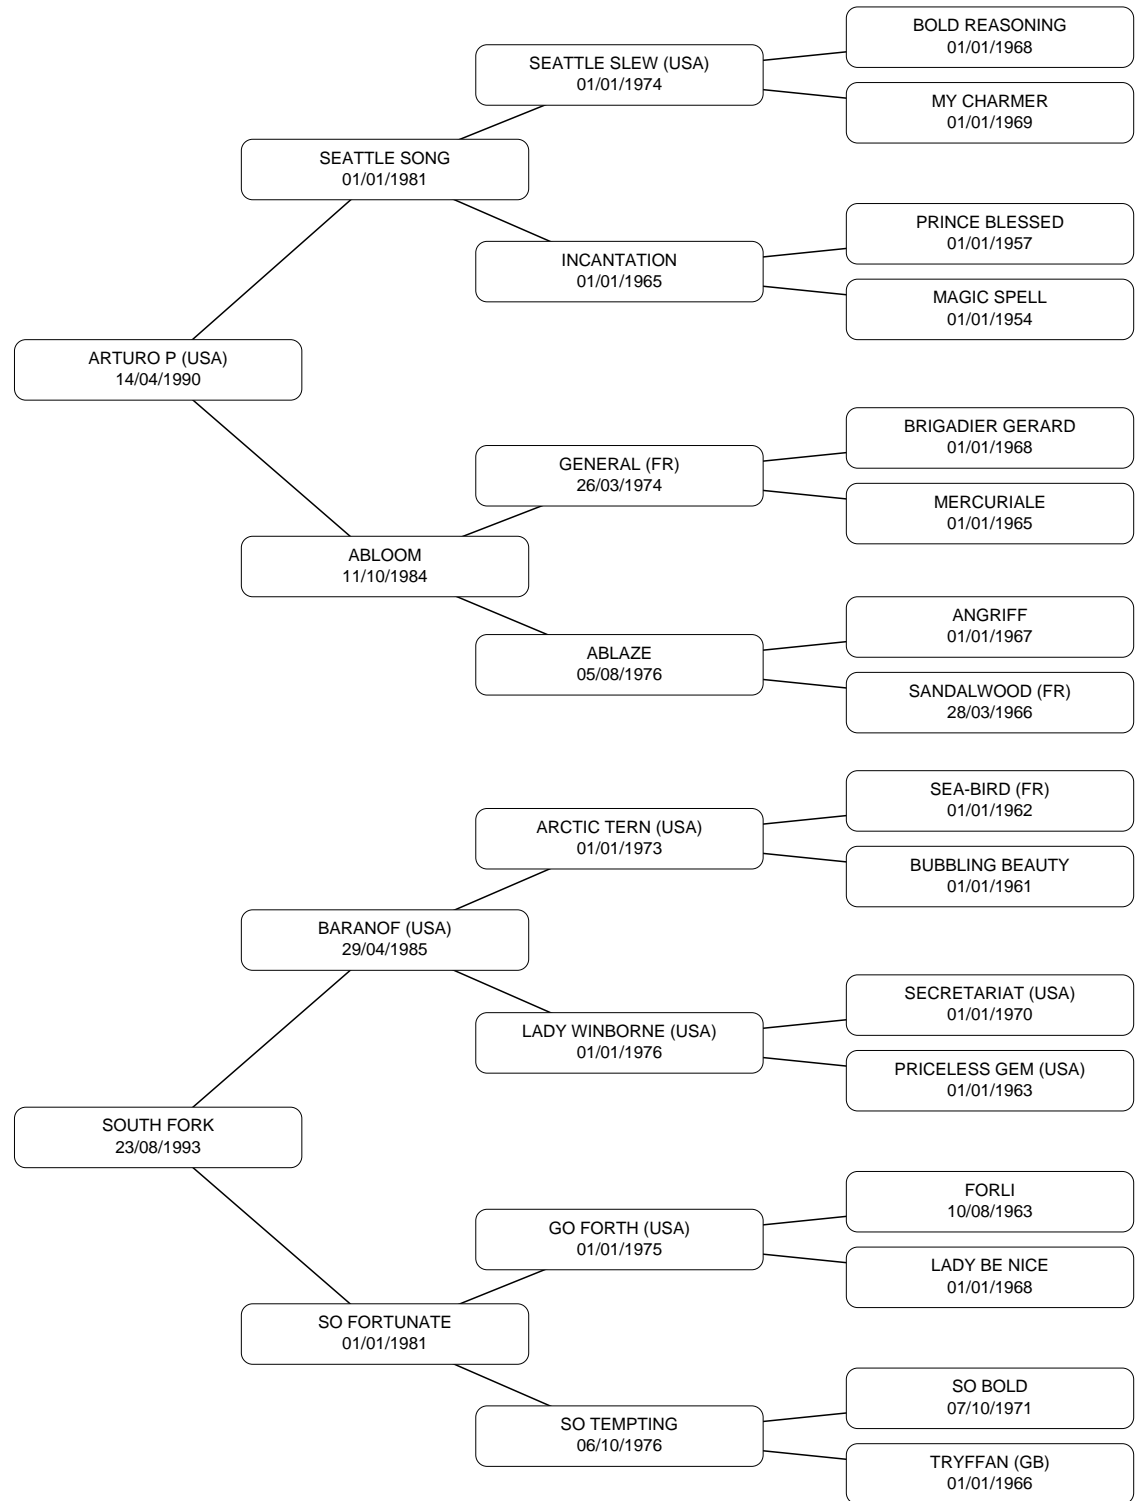 BOLD REASONING
01/01/1968
SEATTLE SLEW (USA)
01/01/1974
MY CHARMER
01/01/1969
SEATTLE SONG
01/01/1981
PRINCE BLESSED
01/01/1957
INCANTATION
01/01/1965
MAGIC SPELL
01/01/1954
ARTURO P (USA)
14/04/1990
BRIGADIER GERARD
01/01/1968
GENERAL (FR)
26/03/1974
MERCURIALE
01/01/1965
ABLOOM
11/10/1984
ANGRIFF
01/01/1967
ABLAZE
05/08/1976
SANDALWOOD (FR)
28/03/1966
SEA-BIRD (FR)
01/01/1962
ARCTIC TERN (USA)
01/01/1973
BUBBLING BEAUTY
01/01/1961
BARANOF (USA)
29/04/1985
SECRETARIAT (USA)
01/01/1970
LADY WINBORNE (USA)
01/01/1976
PRICELESS GEM (USA)
01/01/1963
SOUTH FORK
23/08/1993
FORLI
10/08/1963
GO FORTH (USA)
01/01/1975
LADY BE NICE
01/01/1968
SO FORTUNATE
01/01/1981
SO BOLD
07/10/1971
SO TEMPTING
06/10/1976
TRYFFAN (GB)
01/01/1966